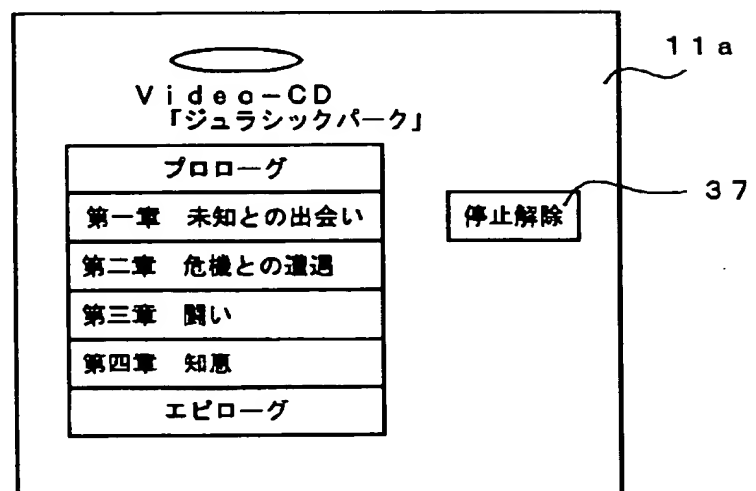 11a
Video-CD
「ジュラシックパーク」
プロローグ
第一章 未知との出会い
停止解除
37
第二章 危機との遭遇
第三章 闘い
第四章 知恵
エピローグ